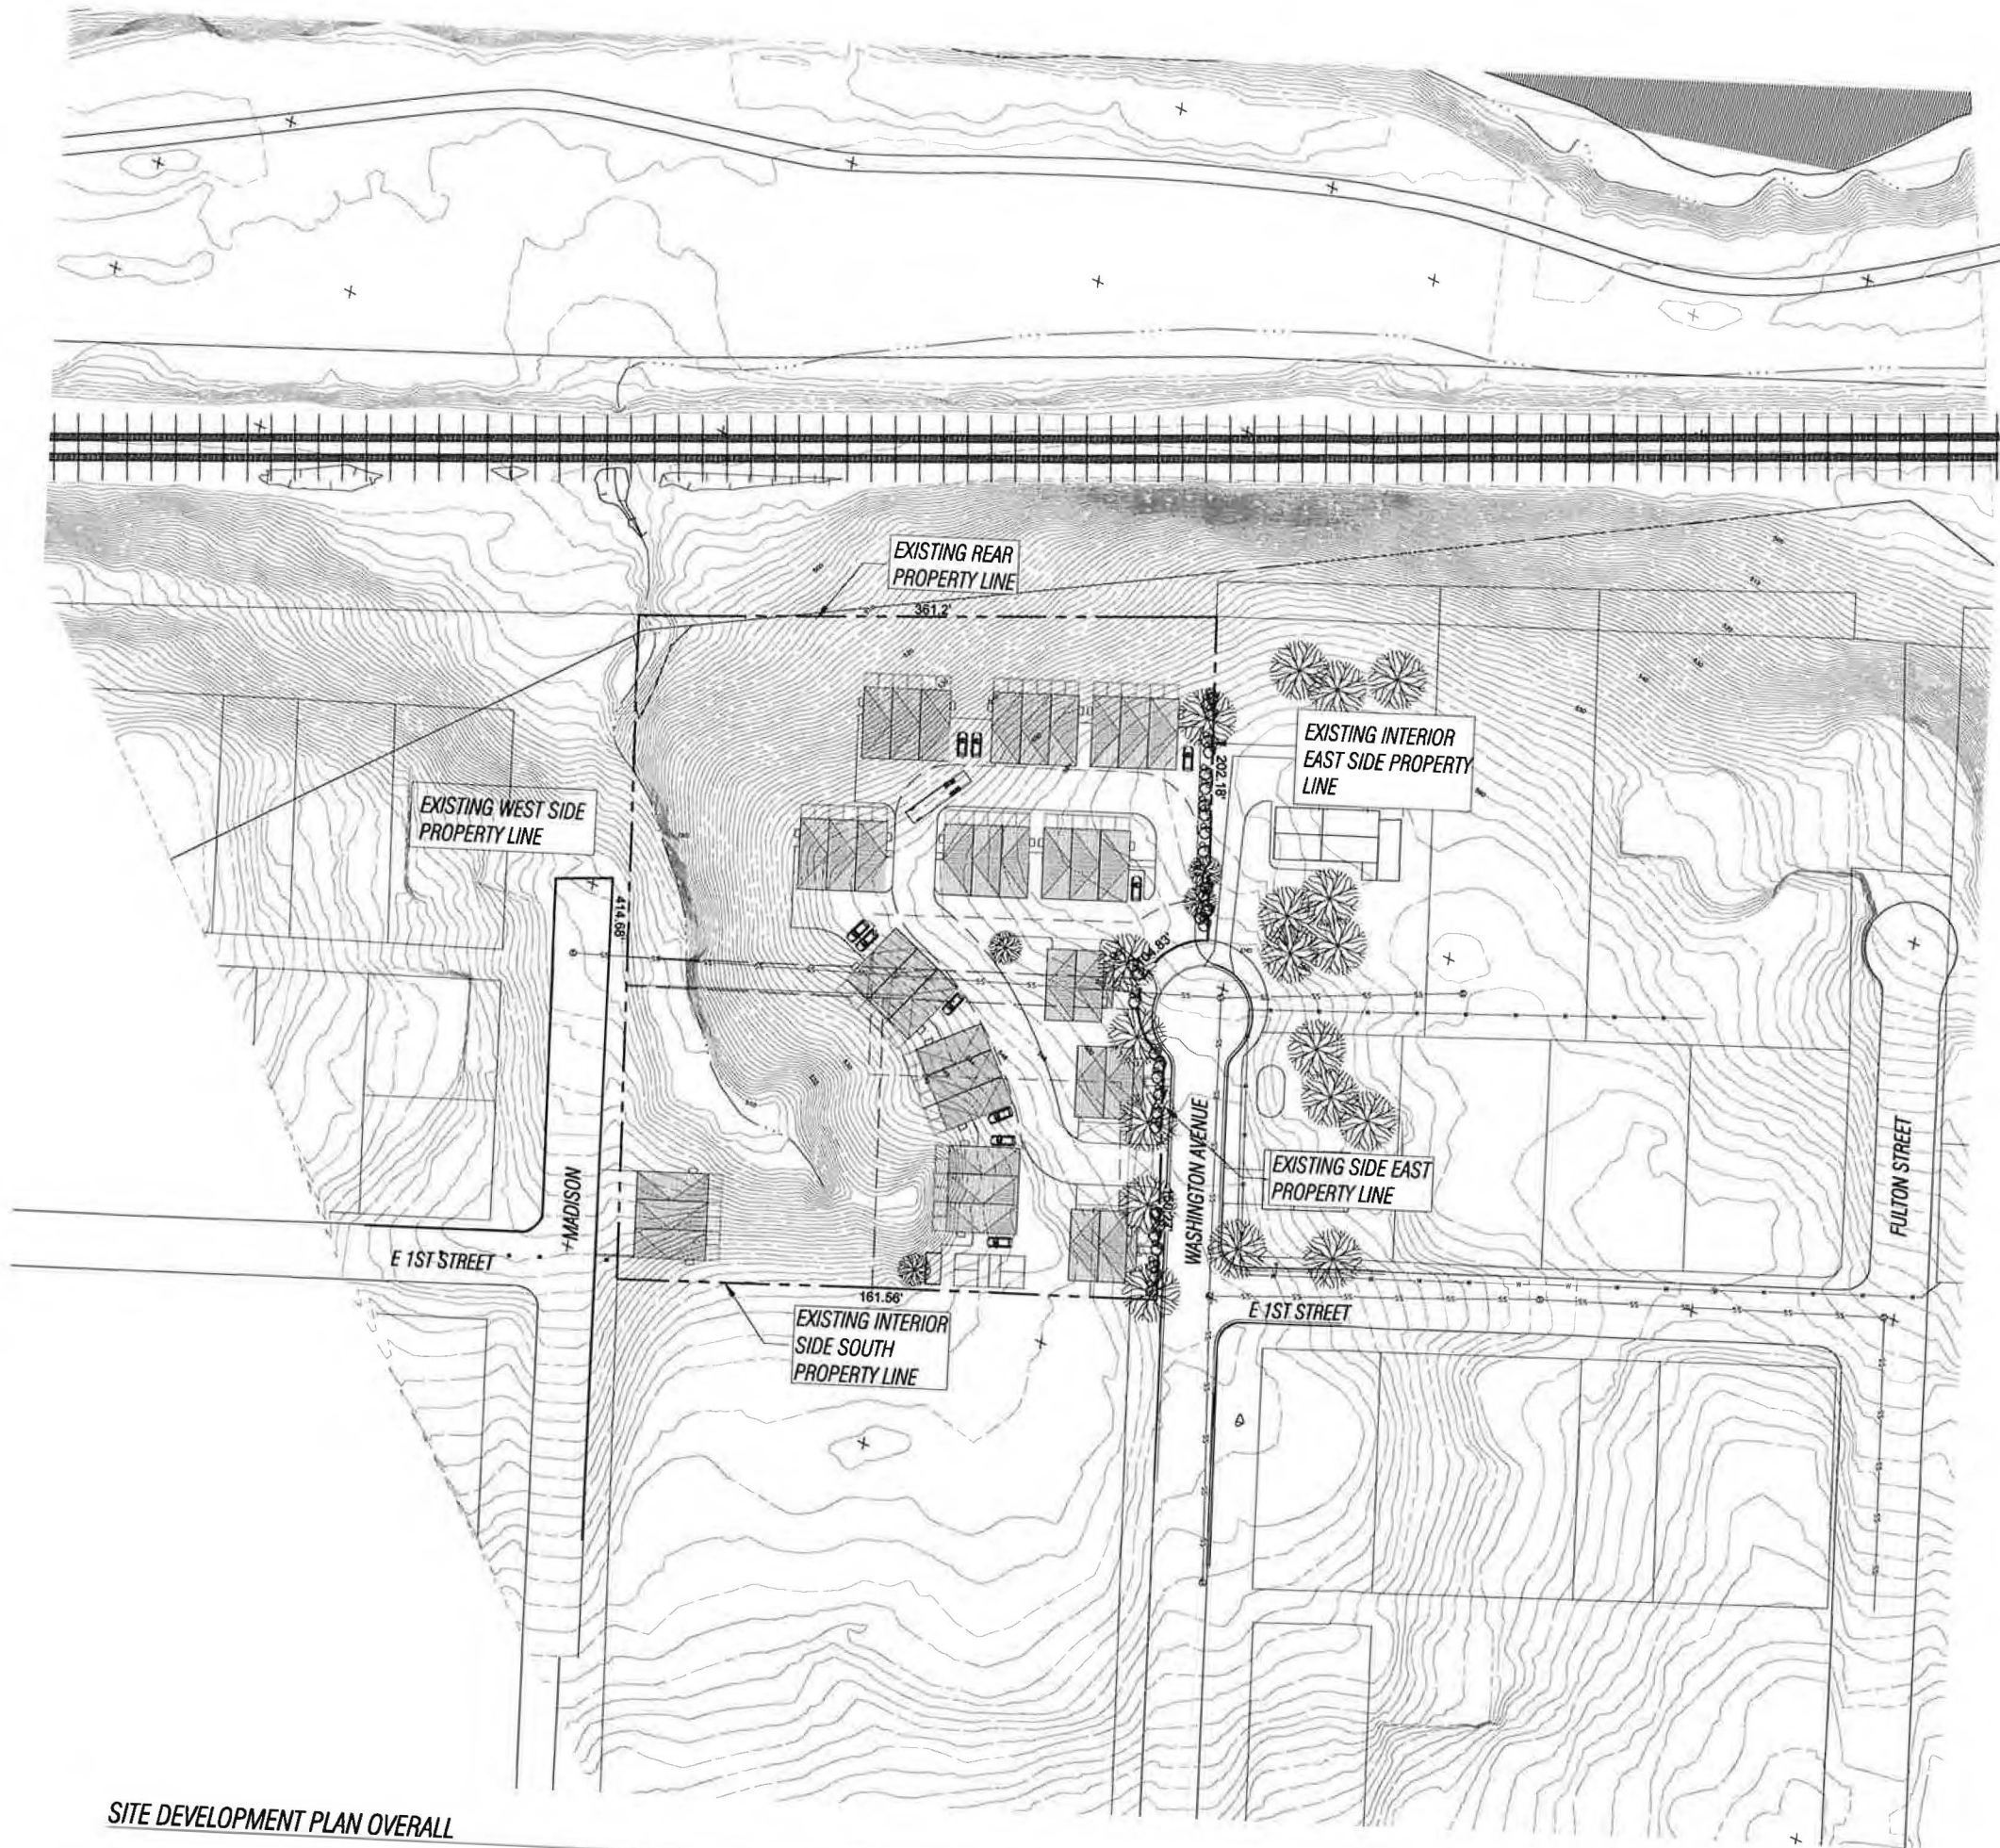 EXISTING REAR
PROPERTY LINE
361.2'
EXISTING INTERIOR
EAST SIDE PROPERTY
LINE
202.18'
EXISTING WEST SIDE
PROPERTY LINE
414.68'
WASHINGTON AVENUE
EXISTING SIDE EAST
PROPERTY LINE
FULTON STREET
MADISON
E 1ST STREET
161.56'
EXISTING INTERIOR
SIDE SOUTH
PROPERTY LINE
E 1ST STREET
SITE DEVELOPMENT PLAN OVERALL